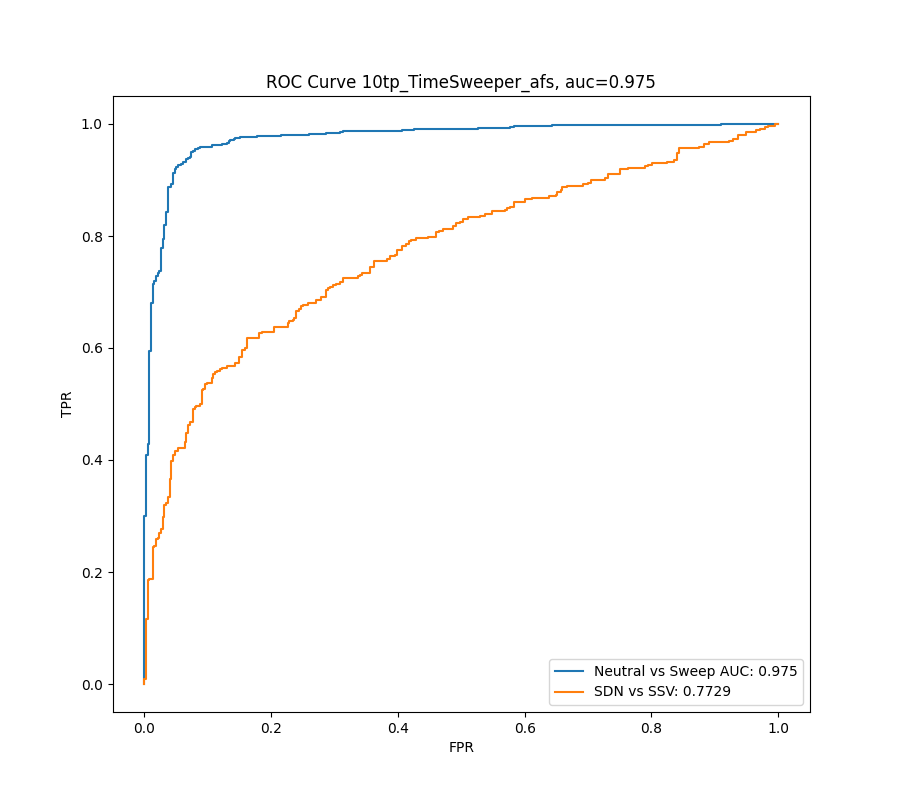 ROC Curve 10tp_TimeSweeper_afs, auc=0.975
1.0
0.8
0.6
0.4
0.2
0.0
TPR
0.0 0.2 0.4 0.6 0.8 1.0
FPR
Neutral vs Sweep AUC: 0.975
SDN vs SSV: 0.7729